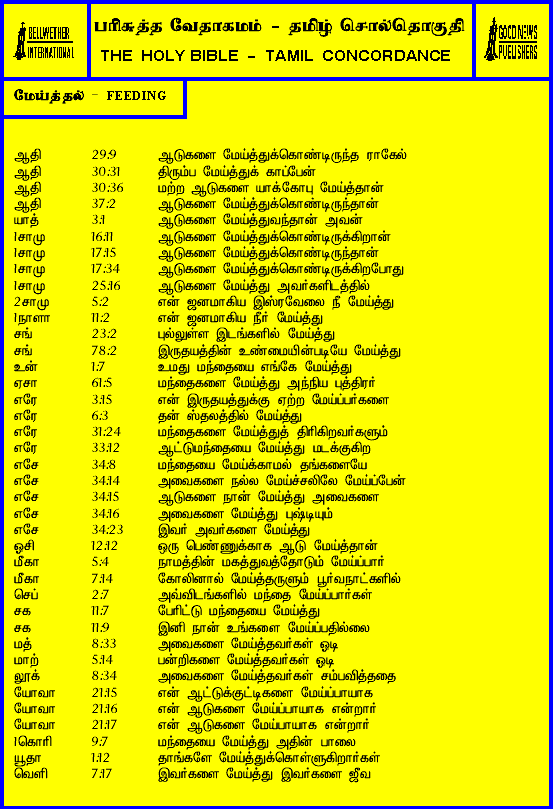 BELLWETHER INTERNATIONAL
பரிசுத்த வேதாகமம் - தமிழ் சொல்தொகுதி
THE HOLY BIBLE - TAMIL CONCORDANCE
GOOD NEWS PUBLISHERS
மேய்த்தல் - FEEDING
ஆதி 29:9 ஆடுகளை மேய்த்துக்கொண்டிருந்த ராகேல்
ஆதி 30:31 திரும்ப மேய்த்துக் காப்பேன்
ஆதி 30:36 மற்ற ஆடுகளை யாக்கோபு மேய்த்தான்
ஆதி 37:2 ஆடுகளை மேய்த்துக்கொண்டிருந்தான்
யாத் 3:1 ஆடுகளை மேய்த்துவந்தான் அவன்
1சாமு 16:11 ஆடுகளை மேய்த்துக்கொண்டிருக்கிறான்
1சாமு 17:15 ஆடுகளை மேய்த்துக்கொண்டிருந்தான்
1சாமு 17:34 ஆடுகளை மேய்த்துக்கொண்டிருக்கிறபோது
1சாமு 25:16 ஆடுகளை மேய்த்து அவர்களிடத்தில்
2சாமு 5:2 என் ஜனமாகிய இஸ்ரவேலை நீ மேய்த்து
1நாளா 11:2 என் ஜனமாகிய நீர் மேய்த்து
சங் 23:2 புல்லுள்ள இடங்களில் மேய்த்து
சங் 78:2 இருதயத்தின் உண்மையின்படியே மேய்த்து
உன் 1:7 உமது மந்தையை எங்கே மேய்த்து
ஏசா 61:5 மந்தைகளை மேய்த்து அந்நிய புத்திரர்
எரே 3:15 என் இருதயத்துக்கு ஏற்ற மேய்ப்பர்களை
எரே 6:3 தன் ஸ்தலத்தில் மேய்த்து
எரே 31:24 மந்தைகளை மேய்த்துத் திரிகிறவர்களும்
எரே 33:12 ஆட்டுமந்தையை மேய்த்து மடக்குகிற
எசே 34:8 மந்தையை மேய்க்காமல் தங்களையே
எசே 34:14 அவைகளை நல்ல மேய்ச்சலிலே மேய்ப்பேன்
எசே 34:15 ஆடுகளை நான் மேய்த்து அவைகளை
எசே 34:16 அவைகளை மேய்த்து புஷ்டியும்
எசே 34:23 இவர் அவர்களை மேய்த்து
ஓசி 12:12 ஒரு பெண்ணுக்காக ஆடு மேய்த்தான்
மீகா 5:4 நாமத்தின் மகத்துவத்தோடும் மேய்ப்பார்
மீகா 7:14 கோலினால் மேய்த்தருளும் பூர்வநாட்களில்
செப் 2:7 அவ்விடங்களில் மந்தை மேய்ப்பார்கள்
சக 11:7 பேரிட்டு மந்தையை மேய்த்து
சக 11:9 இனி நான் உங்களை மேய்ப்பதில்லை
மத் 8:33 அவைகளை மேய்த்தவர்கள் ஓடி
மாற் 5:14 பன்றிகளை மேய்த்தவர்கள் ஓடி
லூக் 8:34 அவைகளை மேய்த்தவர்கள் சம்பவித்ததை
யோவா 21:15 என் ஆட்டுக்குட்டிகளை மேய்ப்பாயாக
யோவா 21:16 என் ஆடுகளை மேய்ப்பாயாக என்றார்
யோவா 21:17 என் ஆடுகளை மேய்பாயாக என்றார்
1கொரி 9:7 மந்தையை மேய்த்து அதின் பாலை
யூதா 1:12 தாங்களே மேய்த்துக்கொள்ளுகிறார்கள்
வெளி 7:17 இவர்களை மேய்த்து இவர்களை ஜீவ